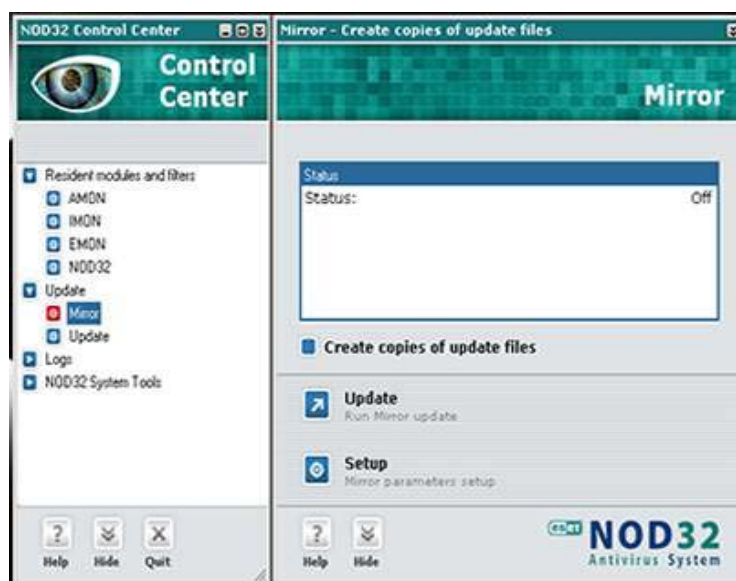 NOD32 Control Center
Control
Center
Resident modules and filters
AMON
IMON
EMON
NOD32
Update
Mirror
Update
Logs
NOD32 System Tools
?
Help
Hide
Quit
Mirror - Create copies of update files
Mirror
Status
Status: Off
Create copies of update files
Update
Run Mirror update
Setup
Mirror parameters setup
?
Help
Hide
eset NOD32
Antivirus System